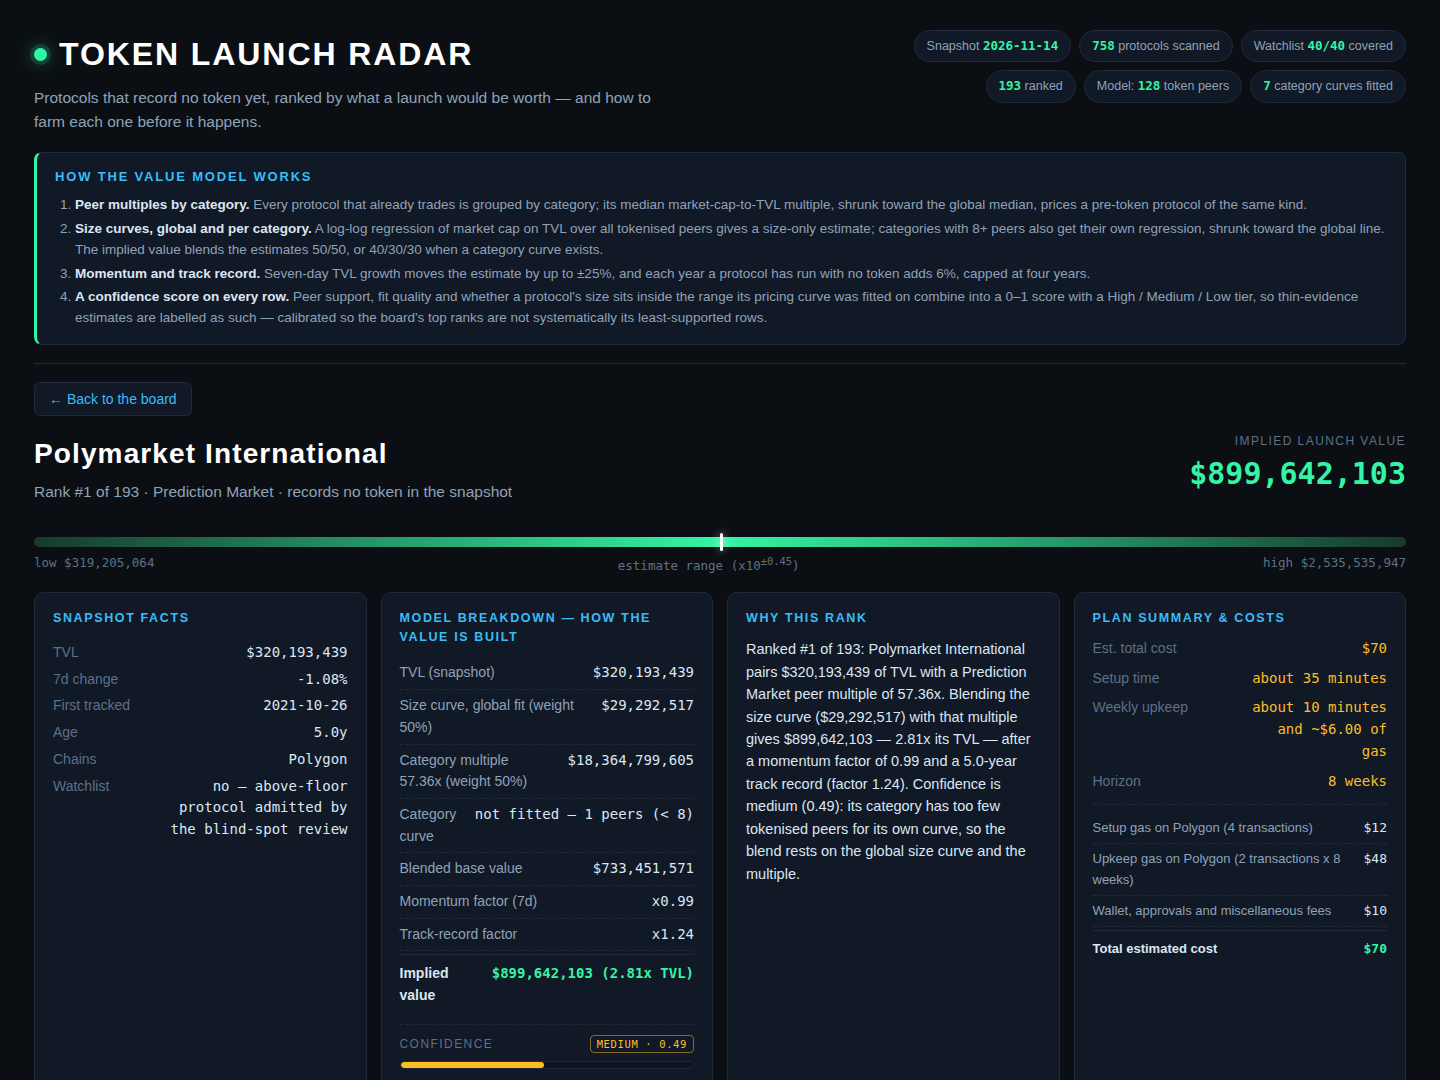 TOKEN LAUNCH RADAR
Protocols that record no token yet, ranked by what a launch would be worth — and how to
farm each one before it happens.
Snapshot 2026-11-14
758 protocols scanned
Watchlist 40/40 covered
193 ranked
Model: 128 token peers
7 category curves fitted
HOW THE VALUE MODEL WORKS
1. Peer multiples by category. Every protocol that already trades is grouped by category; its median market-cap-to-TVL multiple, shrunk toward the global median, prices a pre-token protocol of the same kind.
2. Size curves, global and per category. A log-log regression of market cap on TVL over all tokenised peers gives a size-only estimate; categories with 8+ peers also get their own regression, shrunk toward the global line.
The implied value blends the estimates 50/50, or 40/30/30 when a category curve exists.
3. Momentum and track record. Seven-day TVL growth moves the estimate by up to ±25%, and each year a protocol has run with no token adds 6%, capped at four years.
4. A confidence score on every row. Peer support, fit quality and whether a protocol's size sits inside the range its pricing curve was fitted on combine into a 0–1 score with a High / Medium / Low tier, so thin-evidence
estimates are labelled as such — calibrated so the board's top ranks are not systematically its least-supported rows.
← Back to the board
Polymarket International
Rank #1 of 193 · Prediction Market · records no token in the snapshot
IMPLIED LAUNCH VALUE
$899,642,103
low $319,205,064
estimate range (x10±0.45)
high $2,535,535,947
SNAPSHOT FACTS
TVL $320,193,439
7d change -1.08%
First tracked 2021-10-26
Age 5.0y
Chains Polygon
Watchlist no — above-floor
protocol admitted by
the blind-spot review
MODEL BREAKDOWN — HOW THE
VALUE IS BUILT
TVL (snapshot) $320,193,439
Size curve, global fit (weight $29,292,517
50%)
Category multiple $18,364,799,605
57.36x (weight 50%)
Category not fitted — 1 peers (< 8)
curve
Blended base value $733,451,571
Momentum factor (7d) x0.99
Track-record factor x1.24
Implied $899,642,103 (2.81x TVL)
value
CONFIDENCE MEDIUM · 0.49
WHY THIS RANK
Ranked #1 of 193: Polymarket International
pairs $320,193,439 of TVL with a Prediction
Market peer multiple of 57.36x. Blending the
size curve ($29,292,517) with that multiple
gives $899,642,103 — 2.81x its TVL — after
a momentum factor of 0.99 and a 5.0-year
track record (factor 1.24). Confidence is
medium (0.49): its category has too few
tokenised peers for its own curve, so the
blend rests on the global size curve and the
multiple.
PLAN SUMMARY & COSTS
Est. total cost $70
Setup time about 35 minutes
Weekly upkeep about 10 minutes
and ~$6.00 of
gas
Horizon 8 weeks
Setup gas on Polygon (4 transactions) $12
Upkeep gas on Polygon (2 transactions x 8 $48
weeks)
Wallet, approvals and miscellaneous fees $10
Total estimated cost $70